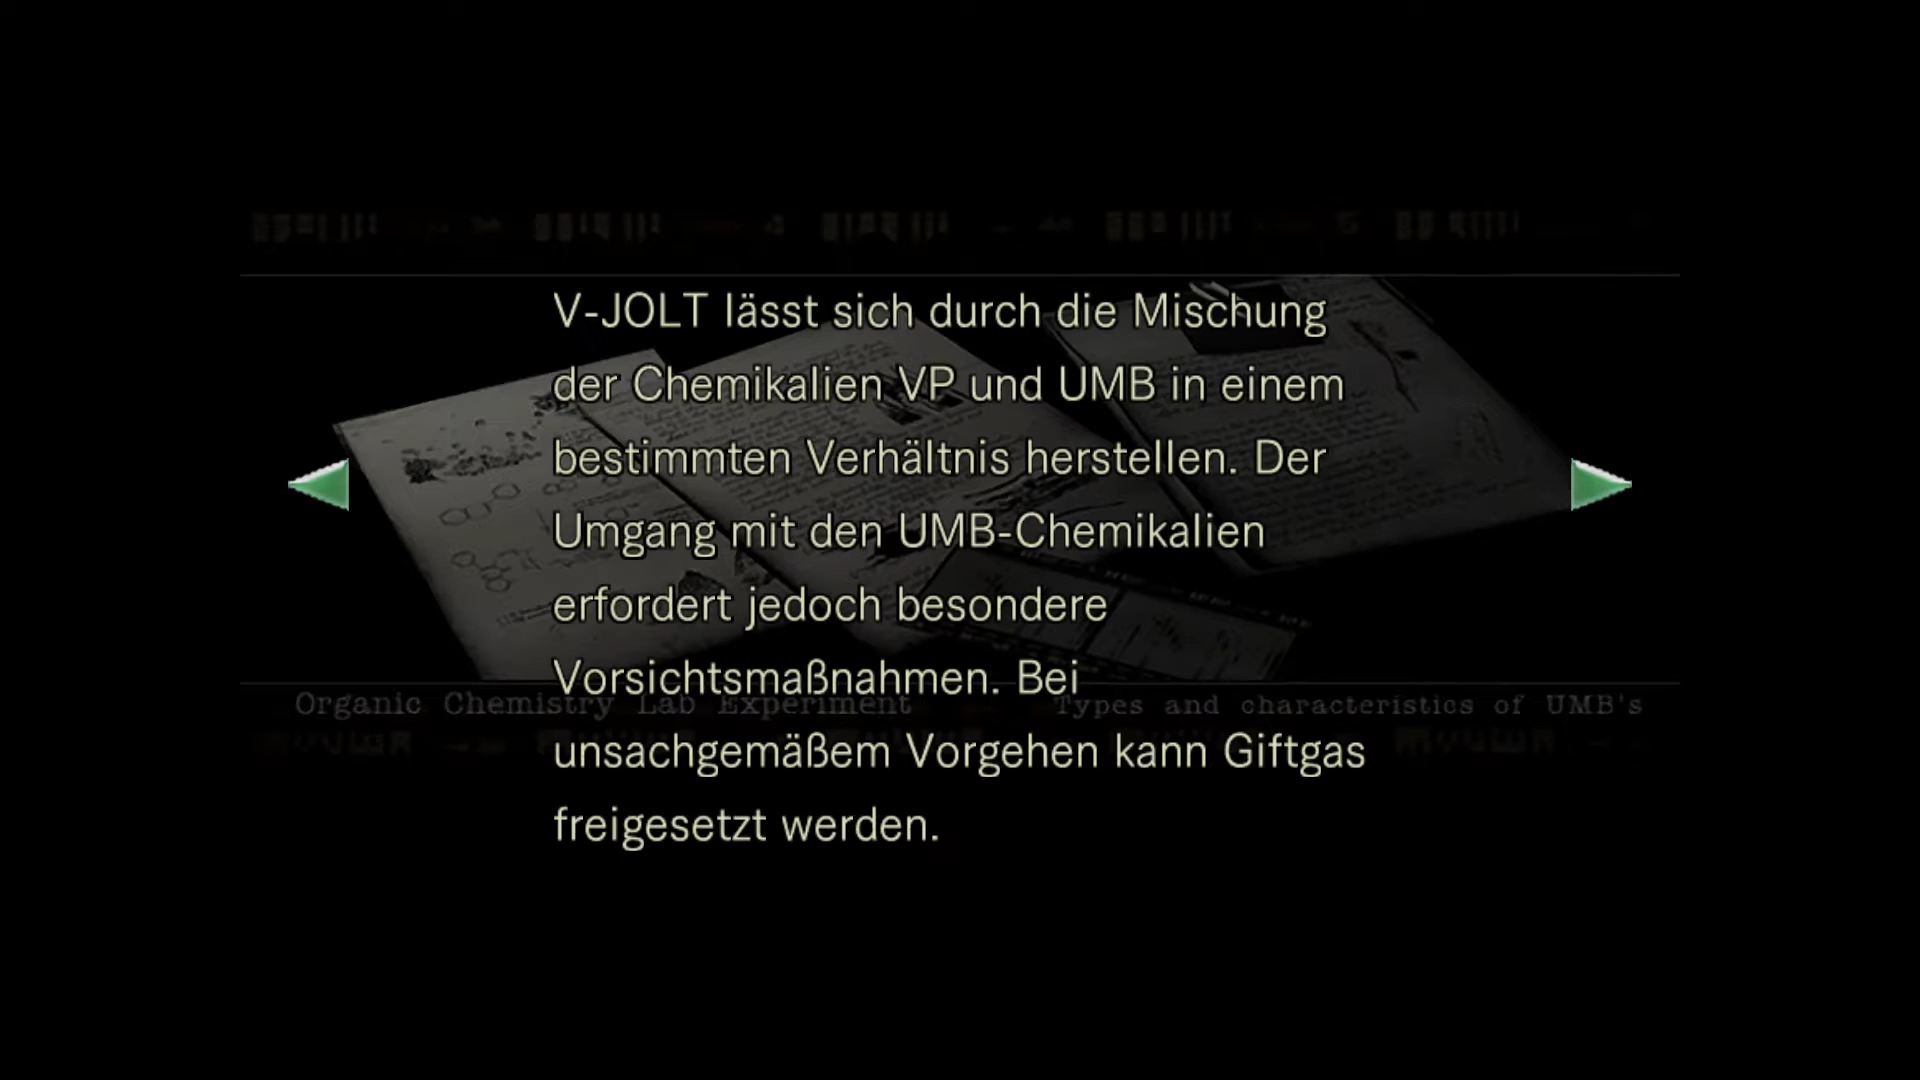 V-JOLT lässt sich durch die Mischung
der Chemikalien VP und UMB in einem
bestimmten Verhältnis herstellen. Der
Umgang mit den UMB-Chemikalien
erfordert jedoch besondere
Vorsichtsmaßnahmen. Bei
Organic Chemistry Lab Experiment Types and characteristics of UMB's
unsachgemäßem Vorgehen kann Giftgas
freigesetzt werden.